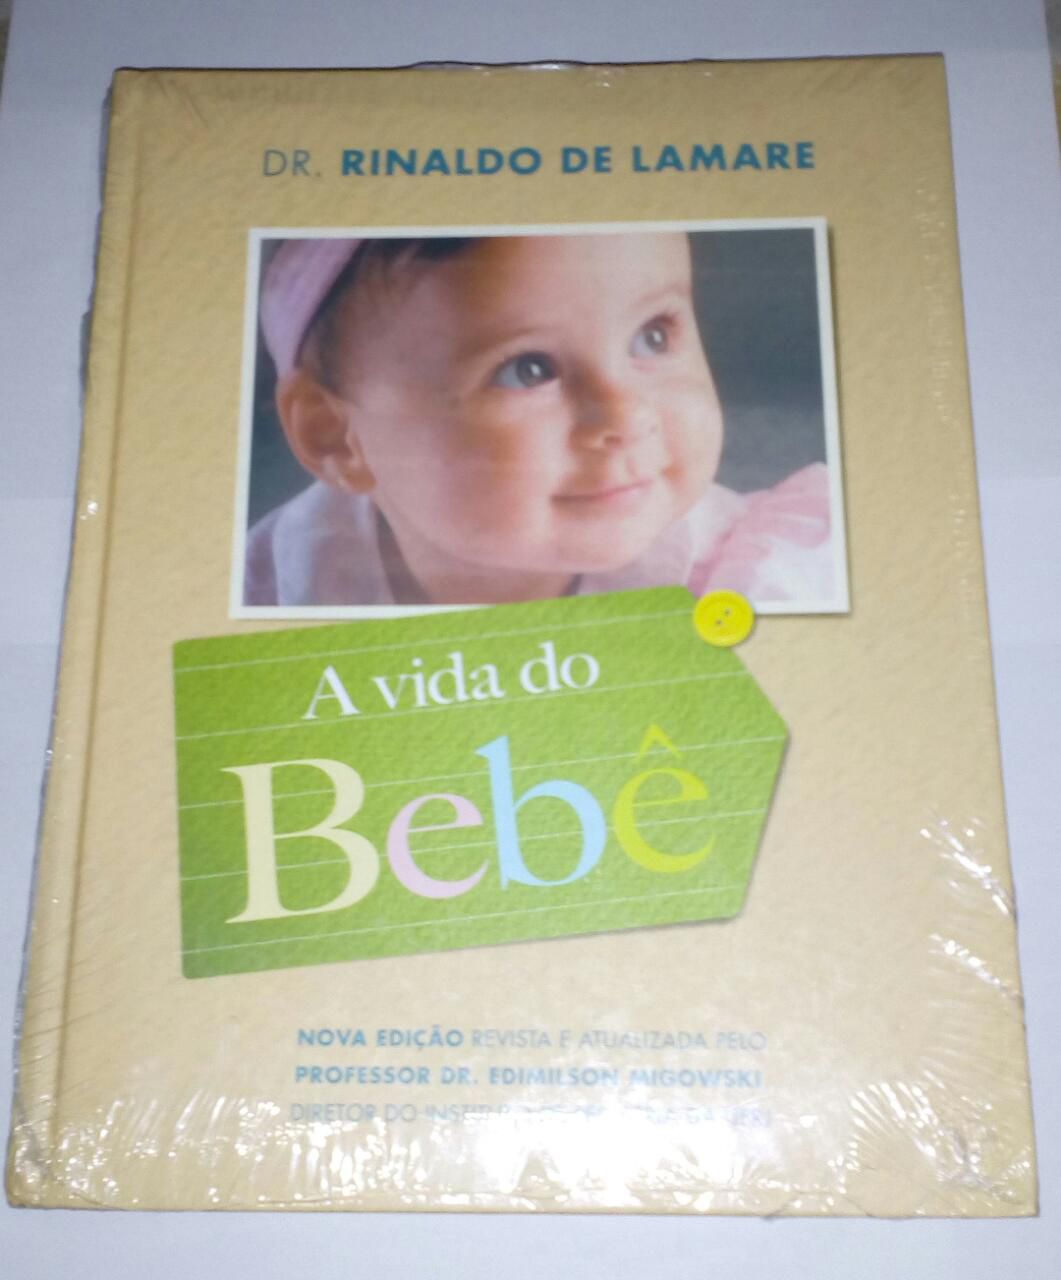 DR. RINALDO DE LAMARE
A vida do
Bebê
NOVA EDIÇÃO REVISTA E ATUALIZADA PELO
PROFESSOR DR. EDIMILSON MIGOWSKI
DIRETOR DO